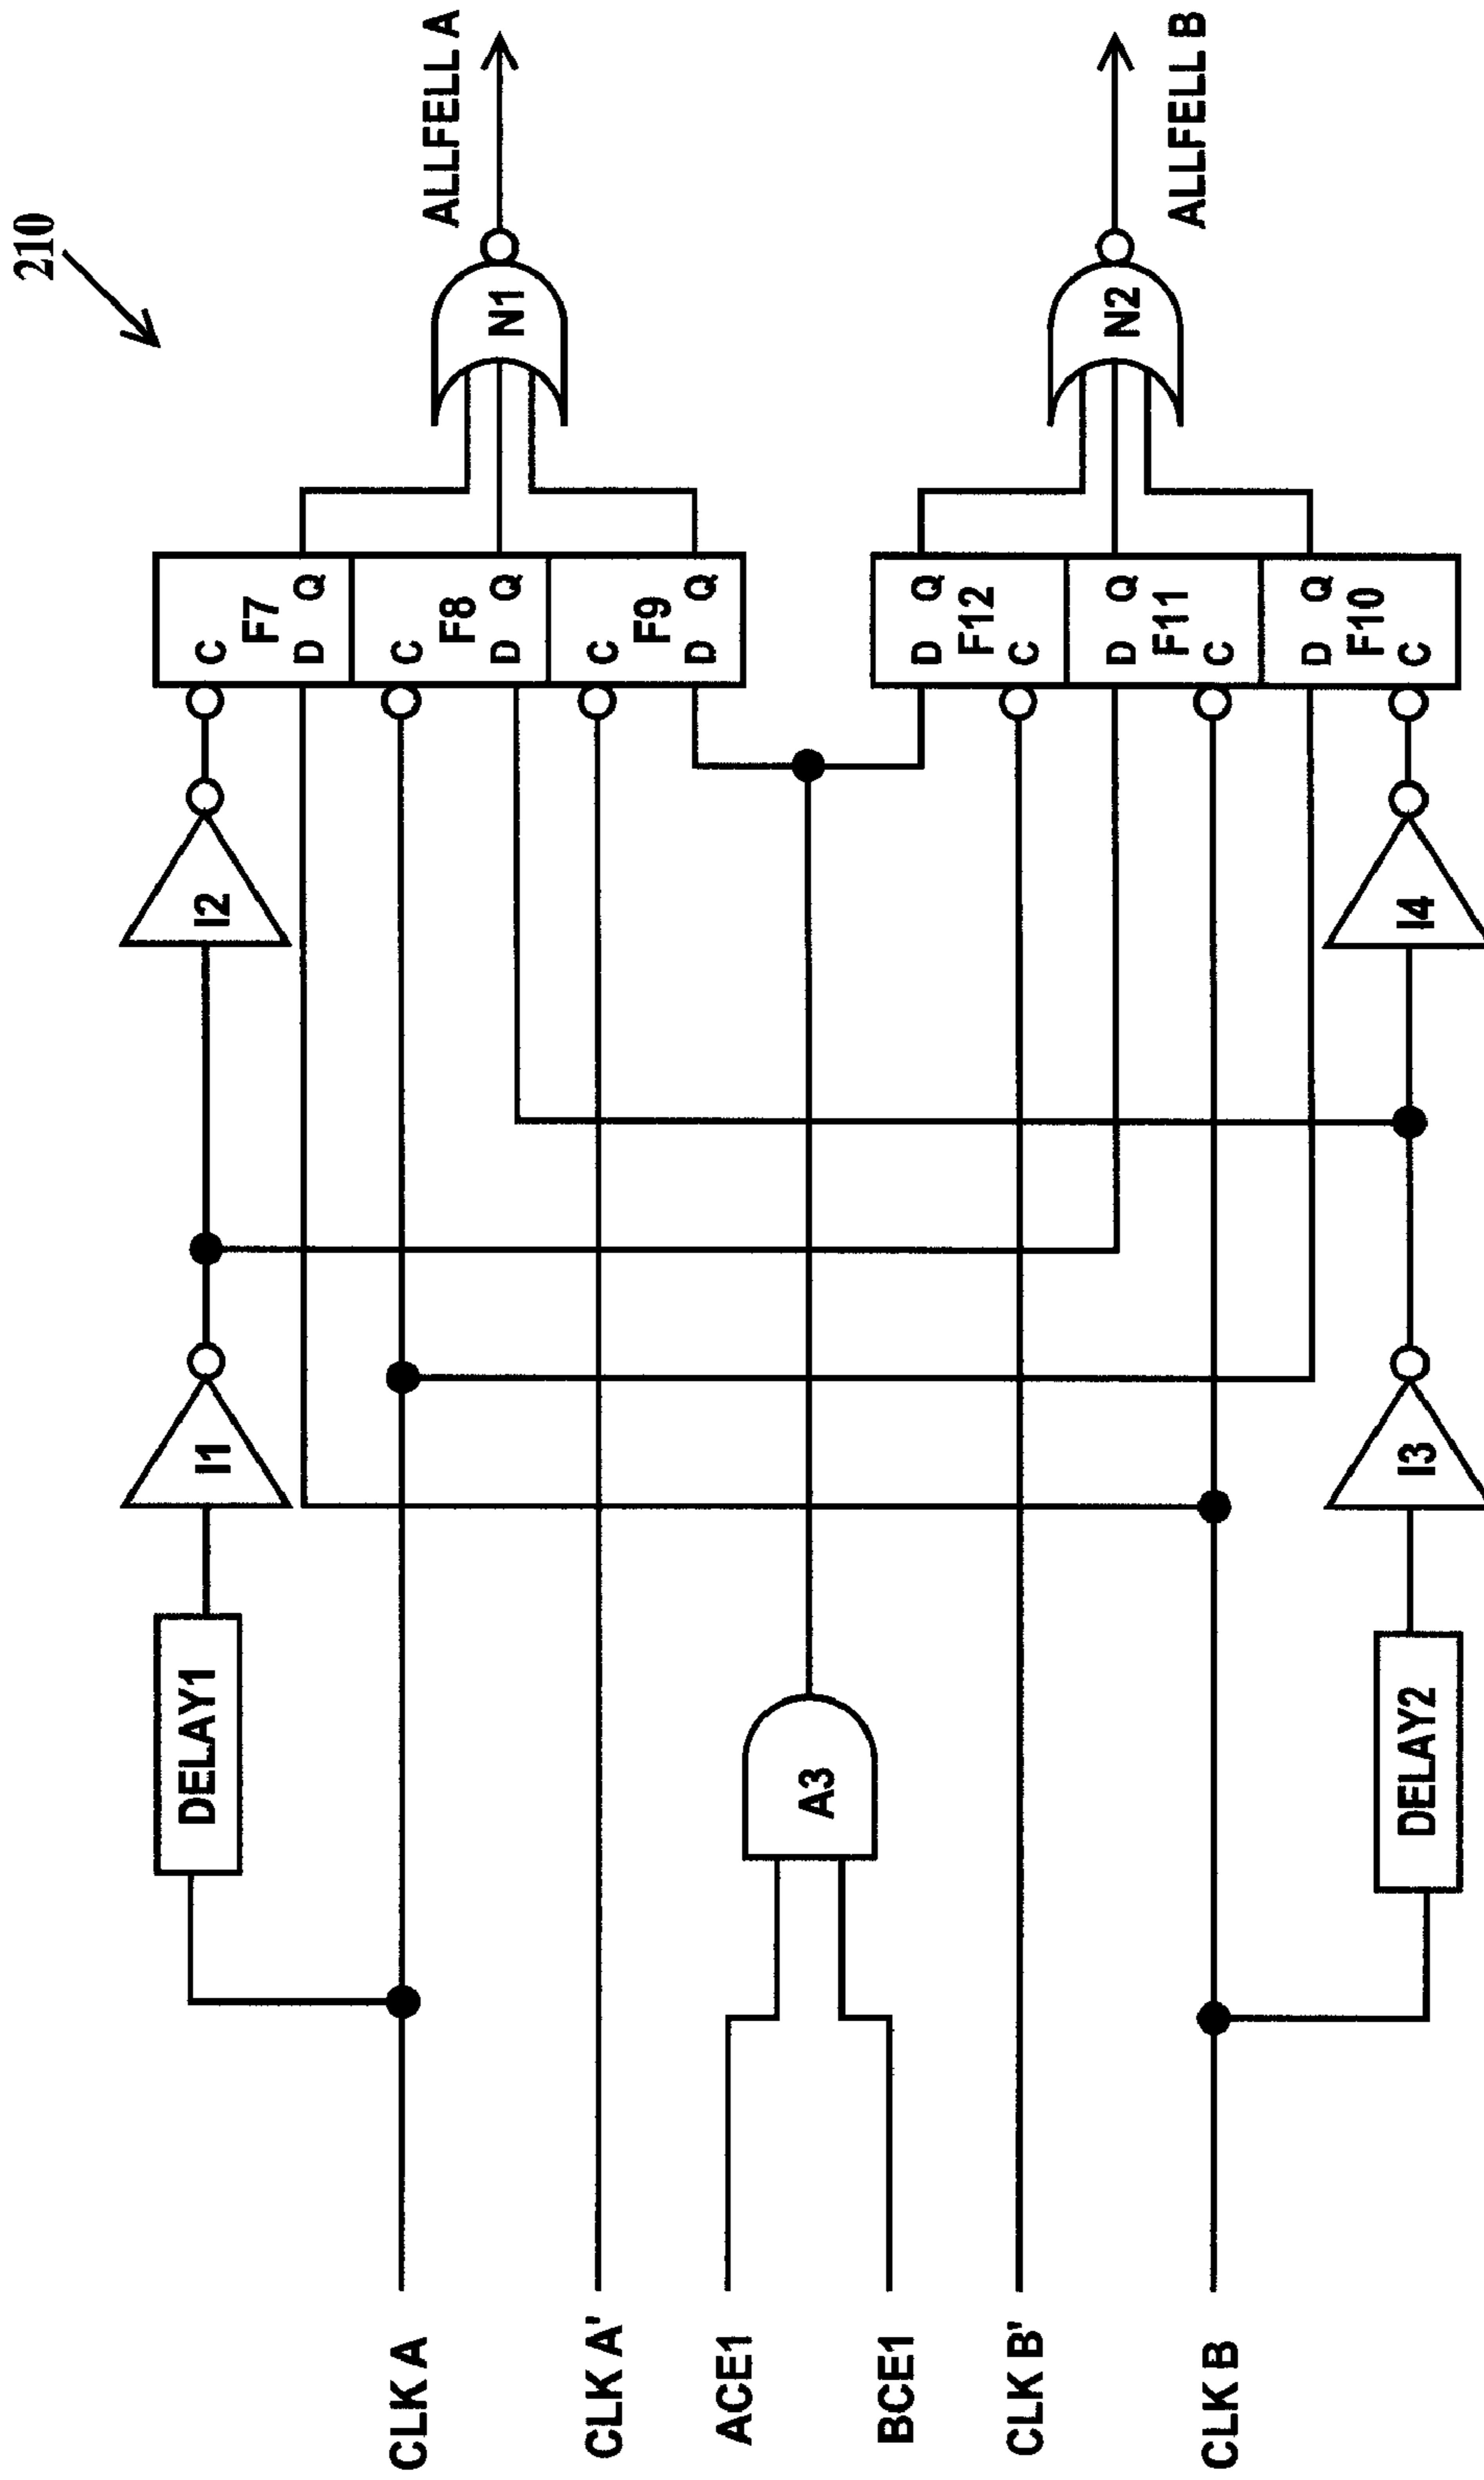 210
CLK A
CLK A'
ACE1
BCE1
CLK B'
CLK B
DELAY1
DELAY2
A3
I1
I3
I2
I4
C
F7
D Q
C
F8
D Q
C
F9
D Q
D Q
F12
C
D Q
F11
C
D Q
F10
C
N1
N2
ALLFELL A
ALLFELL B